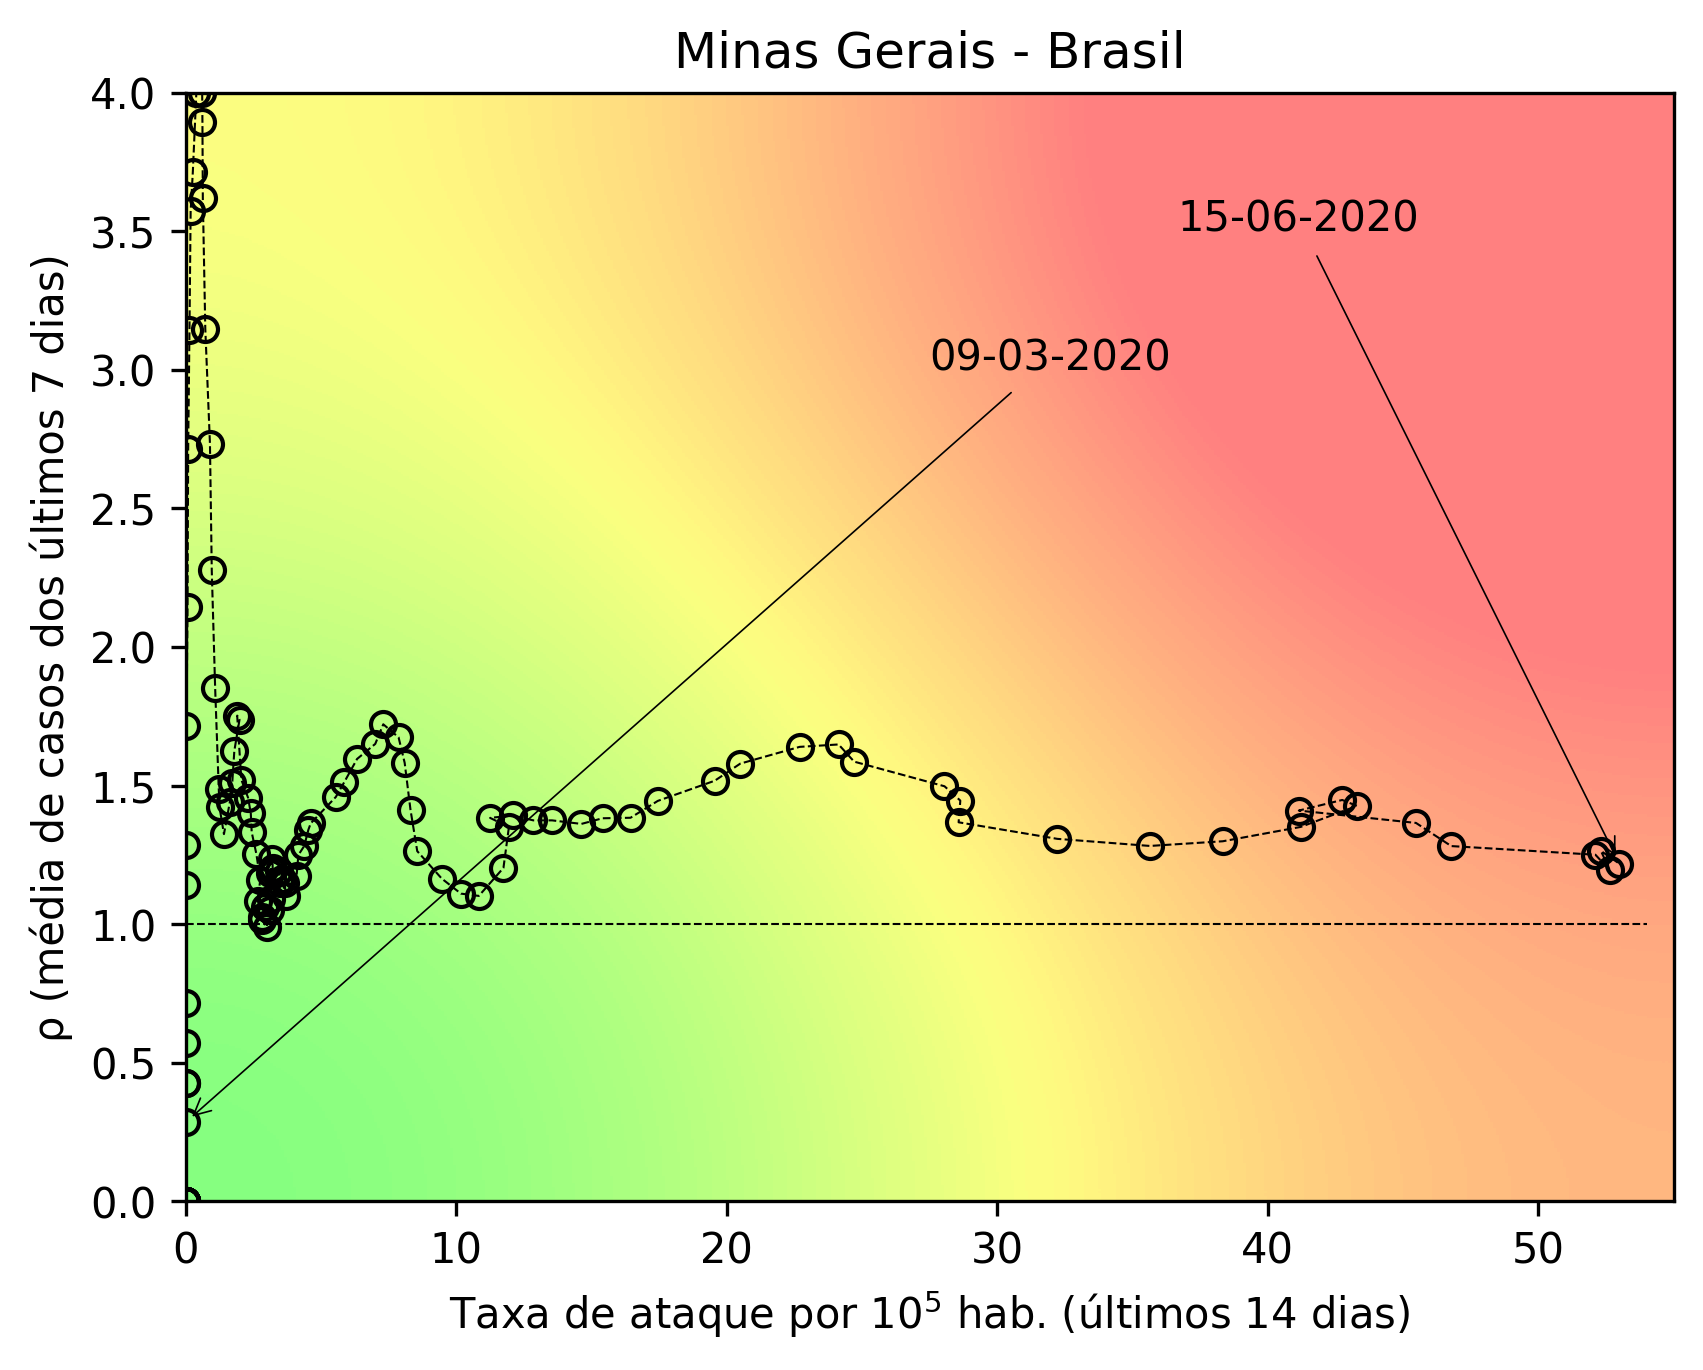 Minas Gerais - Brasil
4.0
3.5
3.0
2.5
2.0
1.5
1.0
0.5
0.0
ρ (média de casos dos últimos 7 dias)
15-06-2020
09-03-2020
0 10 20 30 40 50
Taxa de ataque por 10⁵ hab. (últimos 14 dias)